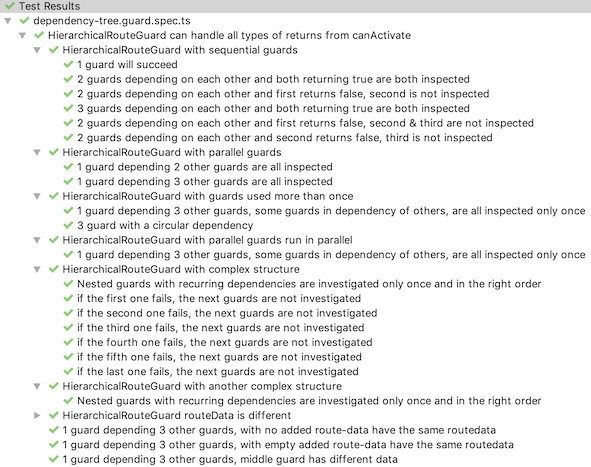 Test Results
dependency-tree.guard.spec.ts
HierarchicalRouteGuard can handle all types of returns from canActivate
HierarchicalRouteGuard with sequential guards
1 guard will succeed
2 guards depending on each other and both returning true are both inspected
2 guards depending on each other and first returns false, second is not inspected
3 guards depending on each other and both returning true are both inspected
2 guards depending on each other and first returns false, second & third are not inspected
2 guards depending on each other and second returns false, third is not inspected
HierarchicalRouteGuard with parallel guards
1 guard depending 2 other guards are all inspected
1 guard depending 3 other guards are all inspected
HierarchicalRouteGuard with guards used more than once
1 guard depending 3 other guards, some guards in dependency of others, are all inspected only once
3 guard with a circular dependency
HierarchicalRouteGuard with parallel guards run in parallel
1 guard depending 3 other guards, some guards in dependency of others, are all inspected only once
HierarchicalRouteGuard with complex structure
Nested guards with recurring dependencies are investigated only once and in the right order
if the first one fails, the next guards are not investigated
if the second one fails, the next guards are not investigated
if the third one fails, the next guards are not investigated
if the fourth one fails, the next guards are not investigated
if the fifth one fails, the next guards are not investigated
if the last one fails, the next guards are not investigated
HierarchicalRouteGuard with another complex structure
Nested guards with recurring dependencies are investigated only once and in the right order
HierarchicalRouteGuard routeData is different
1 guard depending 3 other guards, with no added route-data have the same routedata
1 guard depending 3 other guards, with empty added route-data have the same routedata
1 guard depending 3 other guards, middle guard has different data